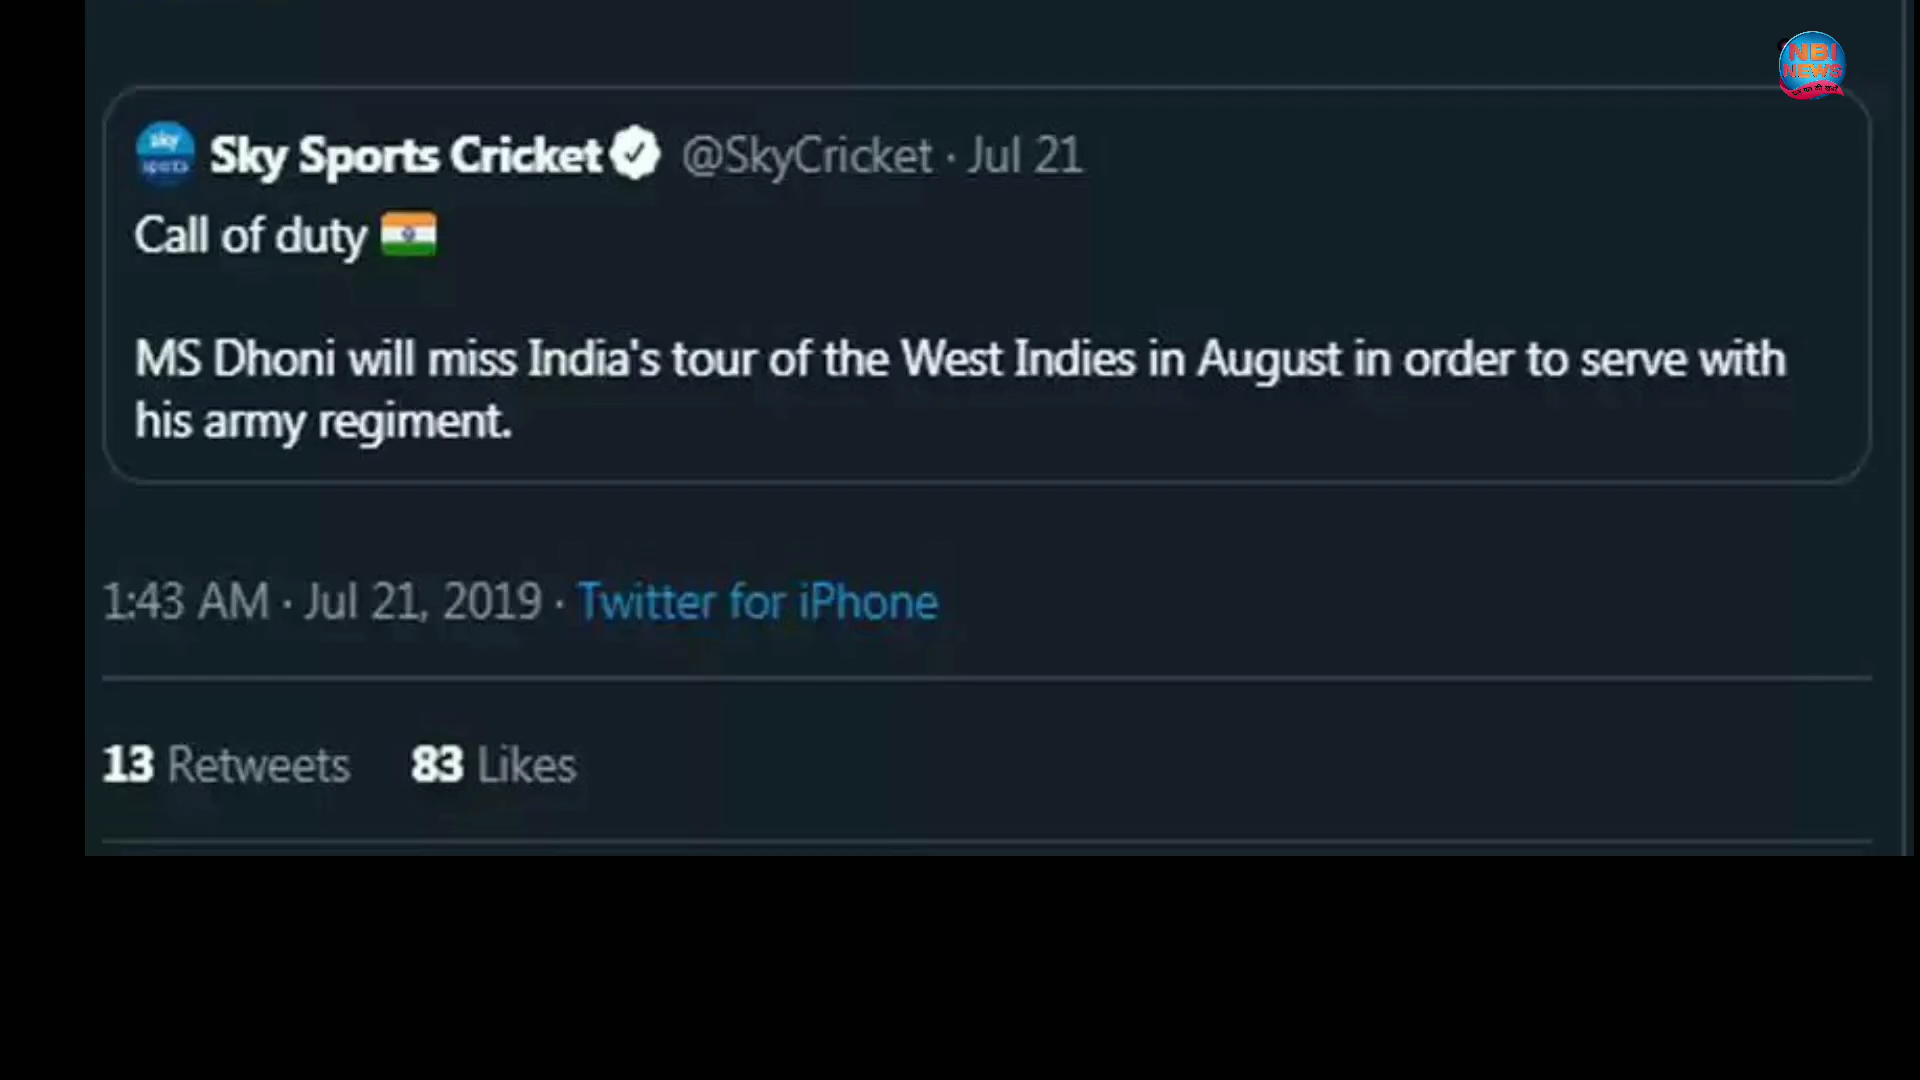 NBI
NEWS
sky
sports
Sky Sports Cricket @SkyCricket · Jul 21
Call of duty 🇮🇳
MS Dhoni will miss India's tour of the West Indies in August in order to serve with
his army regiment.
1:43 AM · Jul 21, 2019 · Twitter for iPhone
13 Retweets 83 Likes